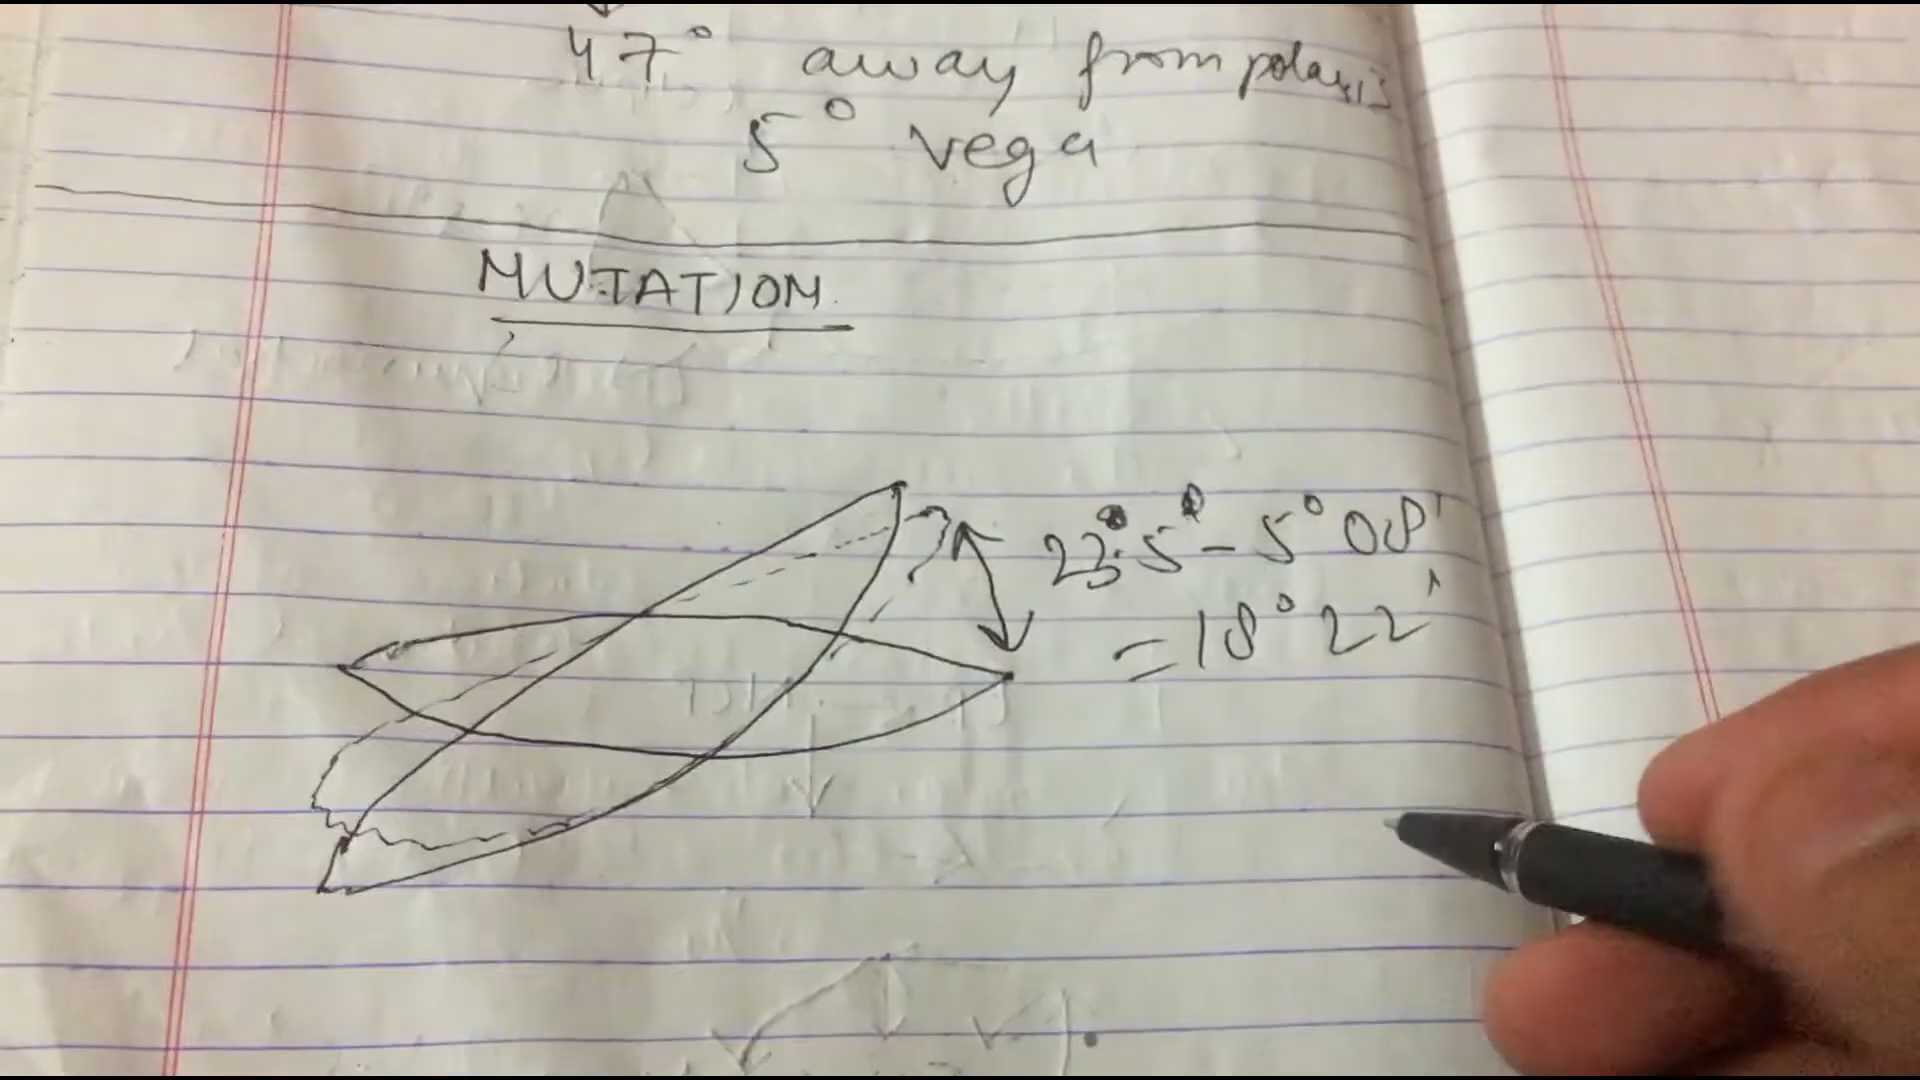 47° away from polaris
5° vega
MUTATION
23.5° - 5° 08'
= 18° 22'